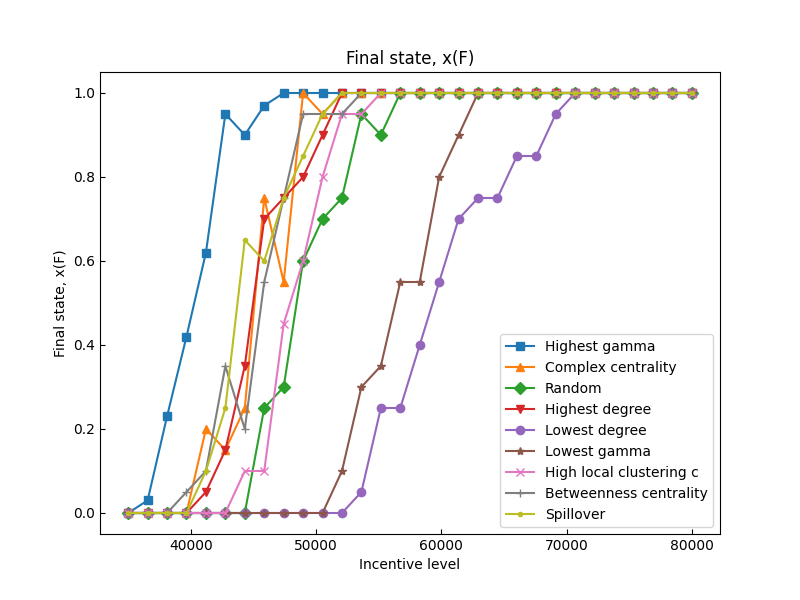 Final state, x(F)
1.0
0.8
0.6
0.4
0.2
0.0
Final state, x(F)
40000 50000 60000 70000 80000
Incentive level
Highest gamma
Complex centrality
Random
Highest degree
Lowest degree
Lowest gamma
High local clustering c
Betweenness centrality
Spillover